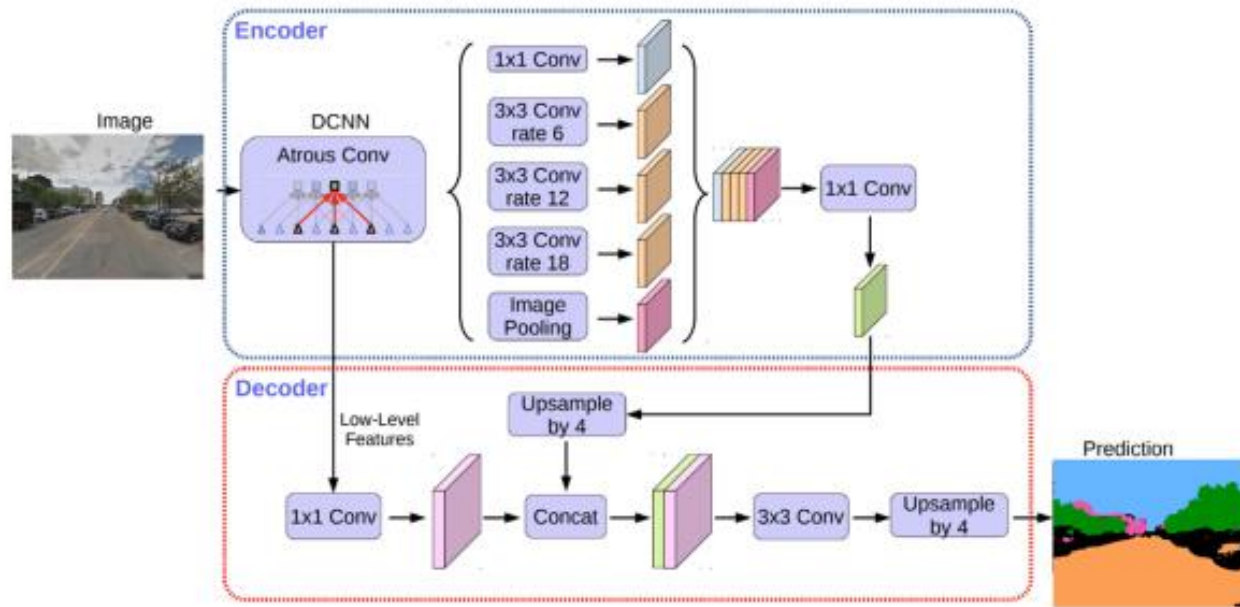 Encoder
Image
DCNN
Atrous Conv
1x1 Conv
3x3 Conv
rate 6
3x3 Conv
rate 12
3x3 Conv
rate 18
Image
Pooling
1x1 Conv
Decoder
Low-Level
Features
Upsample
by 4
1x1 Conv
Concat
3x3 Conv
Upsample
by 4
Prediction